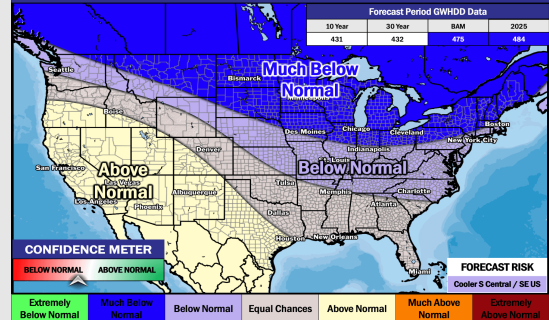 Forecast Period GWHDD Data
10 Year 30 Year BAM 2025
431 432 475 484
Seattle
Bismarck
Much Below
Normal
Minneapolis
Boise
Boston
Des Moines
Chicago
Cleveland
New York City
Denver
Indianapolis
St. Louis
Below Normal
San Francisco
Above
Las Vegas
Normal
Los Angeles
Phoenix
Albuquerque
Tulsa
Memphis
Charlotte
Atlanta
Dallas
Houston
New Orleans
Miami
CONFIDENCE METER
BELOW NORMAL ABOVE NORMAL
FORECAST RISK
Cooler S Central / SE US
Extremely Below Normal
Much Below Normal
Below Normal
Equal Chances
Above Normal
Much Above Normal
Extremely Above Normal